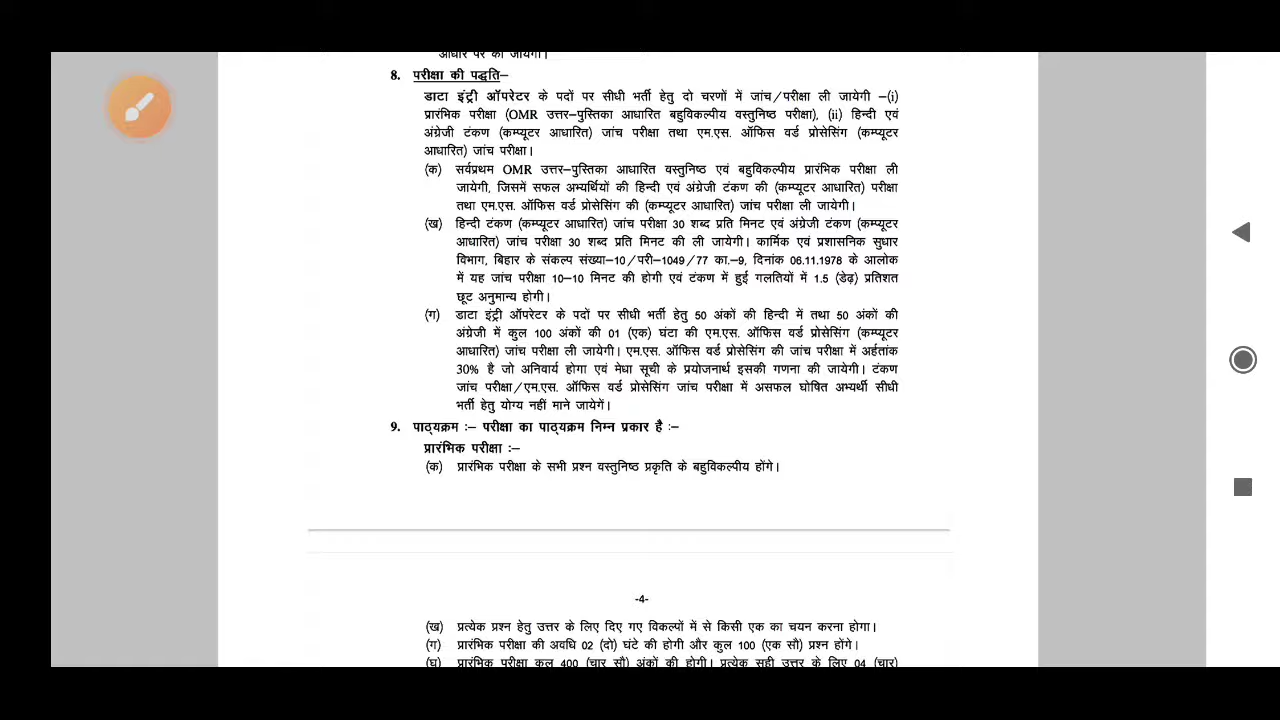 आधार पर की जायेगी।
8. परीक्षा की पद्धति–
डाटा इंट्री ऑपरेटर के पदों पर सीधी भर्ती हेतु दो चरणों में जांच/परीक्षा ली जायेगी –(i)
प्रारंभिक परीक्षा (OMR उत्तर–पुस्तिका आधारित बहुविकल्पीय वस्तुनिष्ठ परीक्षा), (ii) हिन्दी एवं
अंग्रेजी टंकण (कम्प्यूटर आधारित) जांच परीक्षा तथा एम.एस. ऑफिस वर्ड प्रोसेसिंग (कम्प्यूटर
आधारित) जांच परीक्षा।
(क) सर्वप्रथम OMR उत्तर–पुस्तिका आधारित वस्तुनिष्ठ एवं बहुविकल्पीय प्रारंभिक परीक्षा ली
जायेगी, जिसमें सफल अभ्यर्थियों की हिन्दी एवं अंग्रेजी टंकण की (कम्प्यूटर आधारित) परीक्षा
तथा एम.एस. ऑफिस वर्ड प्रोसेसिंग की (कम्प्यूटर आधारित) जांच परीक्षा ली जायेगी।
(ख) हिन्दी टंकण (कम्प्यूटर आधारित) जांच परीक्षा 30 शब्द प्रति मिनट एवं अंग्रेजी टंकण (कम्प्यूटर
आधारित) जांच परीक्षा 30 शब्द प्रति मिनट की ली जायेगी। कार्मिक एवं प्रशासनिक सुधार
विभाग, बिहार के संकल्प संख्या–10/परी–1049/77 का.–9, दिनांक 06.11.1978 के आलोक
में यह जांच परीक्षा 10–10 मिनट की होगी एवं टंकण में हुई गलतियों में 1.5 (डेढ़) प्रतिशत
छूट अनुमान्य होगी।
(ग) डाटा इंट्री ऑपरेटर के पदों पर सीधी भर्ती हेतु 50 अंकों की हिन्दी में तथा 50 अंकों की
अंग्रेजी में कुल 100 अंकों की 01 (एक) घंटा की एम.एस. ऑफिस वर्ड प्रोसेसिंग (कम्प्यूटर
आधारित) जांच परीक्षा ली जायेगी। एम.एस. ऑफिस वर्ड प्रोसेसिंग की जांच परीक्षा में अर्हतांक
30% है जो अनिवार्य होगा एवं मेधा सूची के प्रयोजनार्थ इसकी गणना की जायेगी। टंकण
जांच परीक्षा/एम.एस. ऑफिस वर्ड प्रोसेसिंग जांच परीक्षा में असफल घोषित अभ्यर्थी सीधी
भर्ती हेतु योग्य नहीं माने जायेगें।
9. पाठ्यक्रम :– परीक्षा का पाठ्यक्रम निम्न प्रकार है :–
प्रारंभिक परीक्षा :–
(क) प्रारंभिक परीक्षा के सभी प्रश्न वस्तुनिष्ठ प्रकृति के बहुविकल्पीय होंगे।
-4-
(ख) प्रत्येक प्रश्न हेतु उत्तर के लिए दिए गए विकल्पों में से किसी एक का चयन करना होगा।
(ग) प्रारंभिक परीक्षा की अवधि 02 (दो) घंटे की होगी और कुल 100 (एक सौ) प्रश्न होंगे।
(घ) प्रारंभिक परीक्षा कुल 400 (चार सौ) अंकों की होगी। प्रत्येक सही उत्तर के लिए 04 (चार)